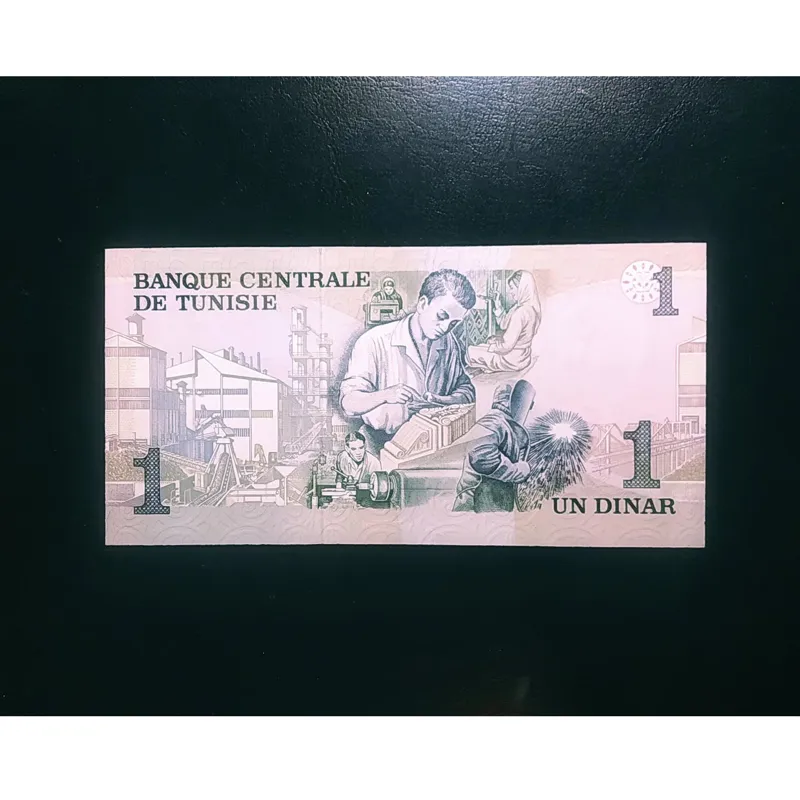 BANQUE CENTRALE
DE TUNISIE
1
1
1
UN DINAR